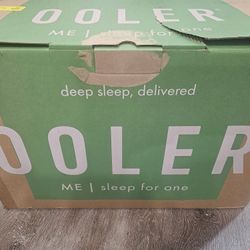 OOLER
ME | sleep for one
deep sleep, delivered
OOLER
ME | sleep for one